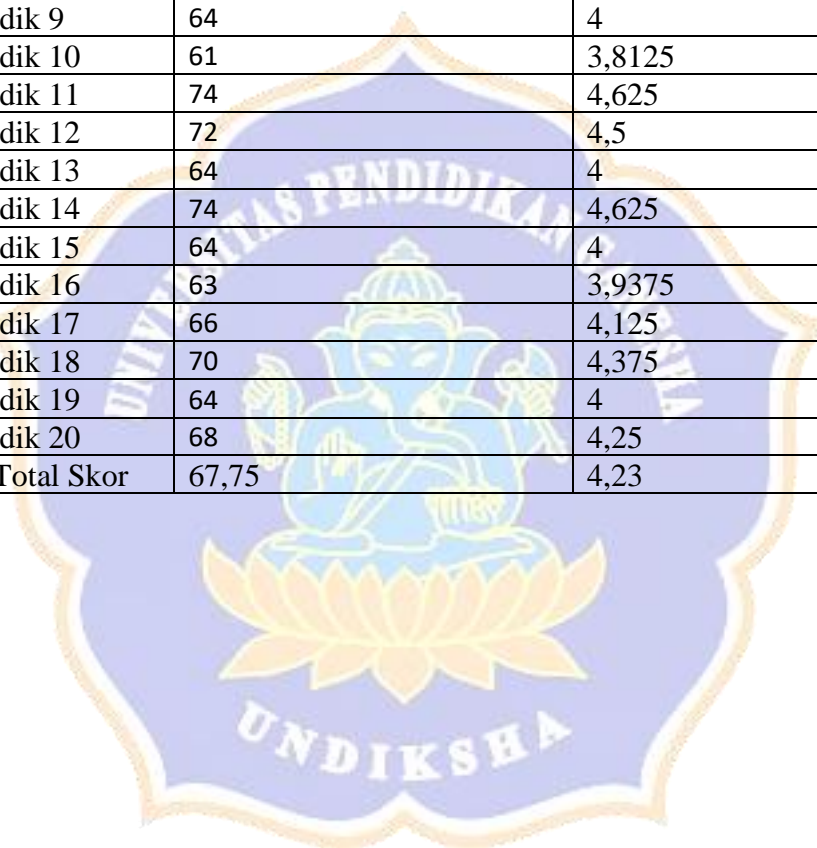 dik 9 64 4
dik 10 61 3,8125
dik 11 74 4,625
dik 12 72 4,5
dik 13 64 4
dik 14 74 4,625
dik 15 64 4
dik 16 63 3,9375
dik 17 66 4,125
dik 18 70 4,375
dik 19 64 4
dik 20 68 4,25
Total Skor 67,75 4,23
UNIVERSITAS PENDIDIKAN GANESHA
UNDIKSHA